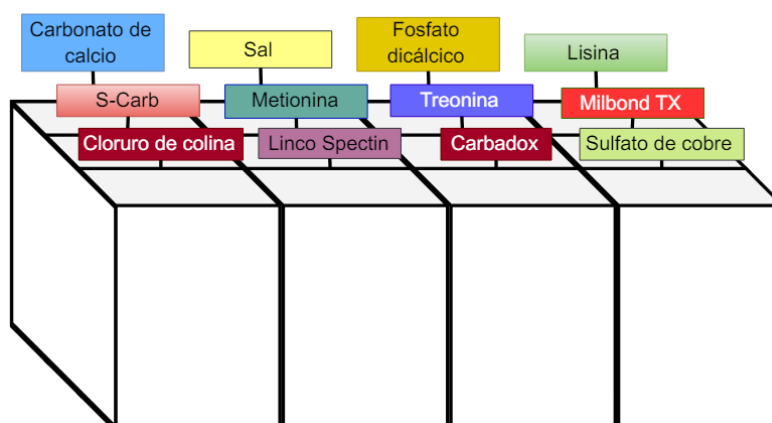 Carbonato de
calcio
Sal
Fosfato
dicálcico
Lisina
S-Carb
Metionina
Treonina
Milbond TX
Cloruro de colina
Linco Spectin
Carbadox
Sulfato de cobre